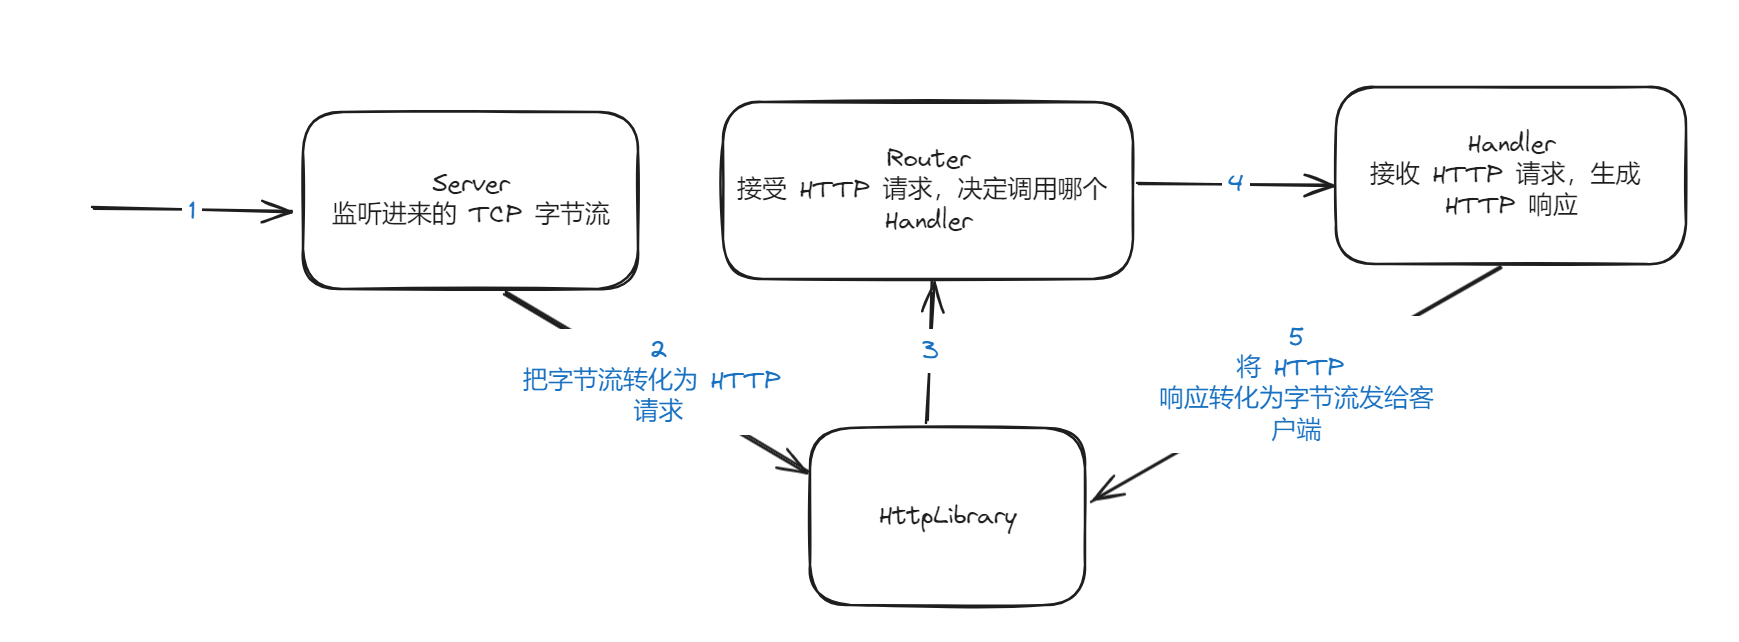 1
Server
监听进来的 TCP 字节流
2
把字节流转化为 HTTP
请求
HttpLibrary
3
Router
接受 HTTP 请求，决定调用哪个
Handler
4
Handler
接收 HTTP 请求，生成
HTTP 响应
5
将 HTTP
响应转化为字节流发给客
户端